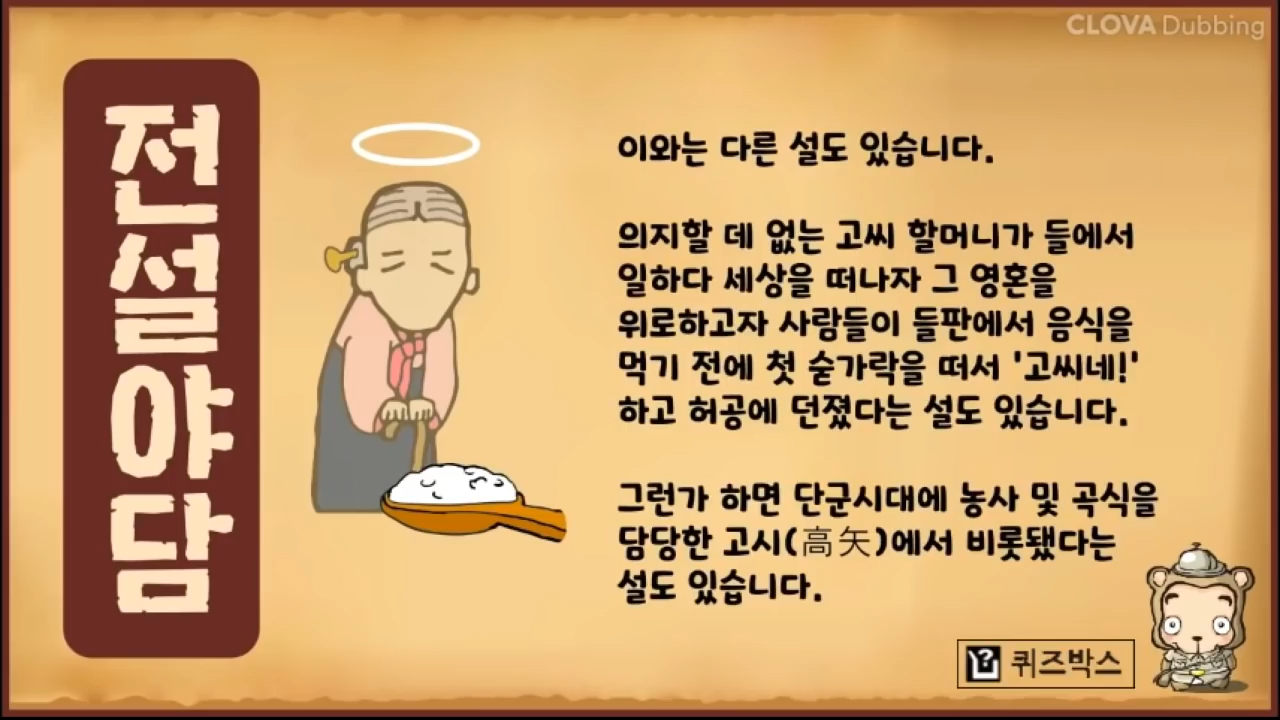 CLOVA Dubbing
전설야담
이와는 다른 설도 있습니다.
의지할 데 없는 고씨 할머니가 들에서
일하다 세상을 떠나자 그 영혼을
위로하고자 사람들이 들판에서 음식을
먹기 전에 첫 숟가락을 떠서 '고씨네!'
하고 허공에 던졌다는 설도 있습니다.
그런가 하면 단군시대에 농사 및 곡식을
담당한 고시(高矢)에서 비롯됐다는
설도 있습니다.
퀴즈박스